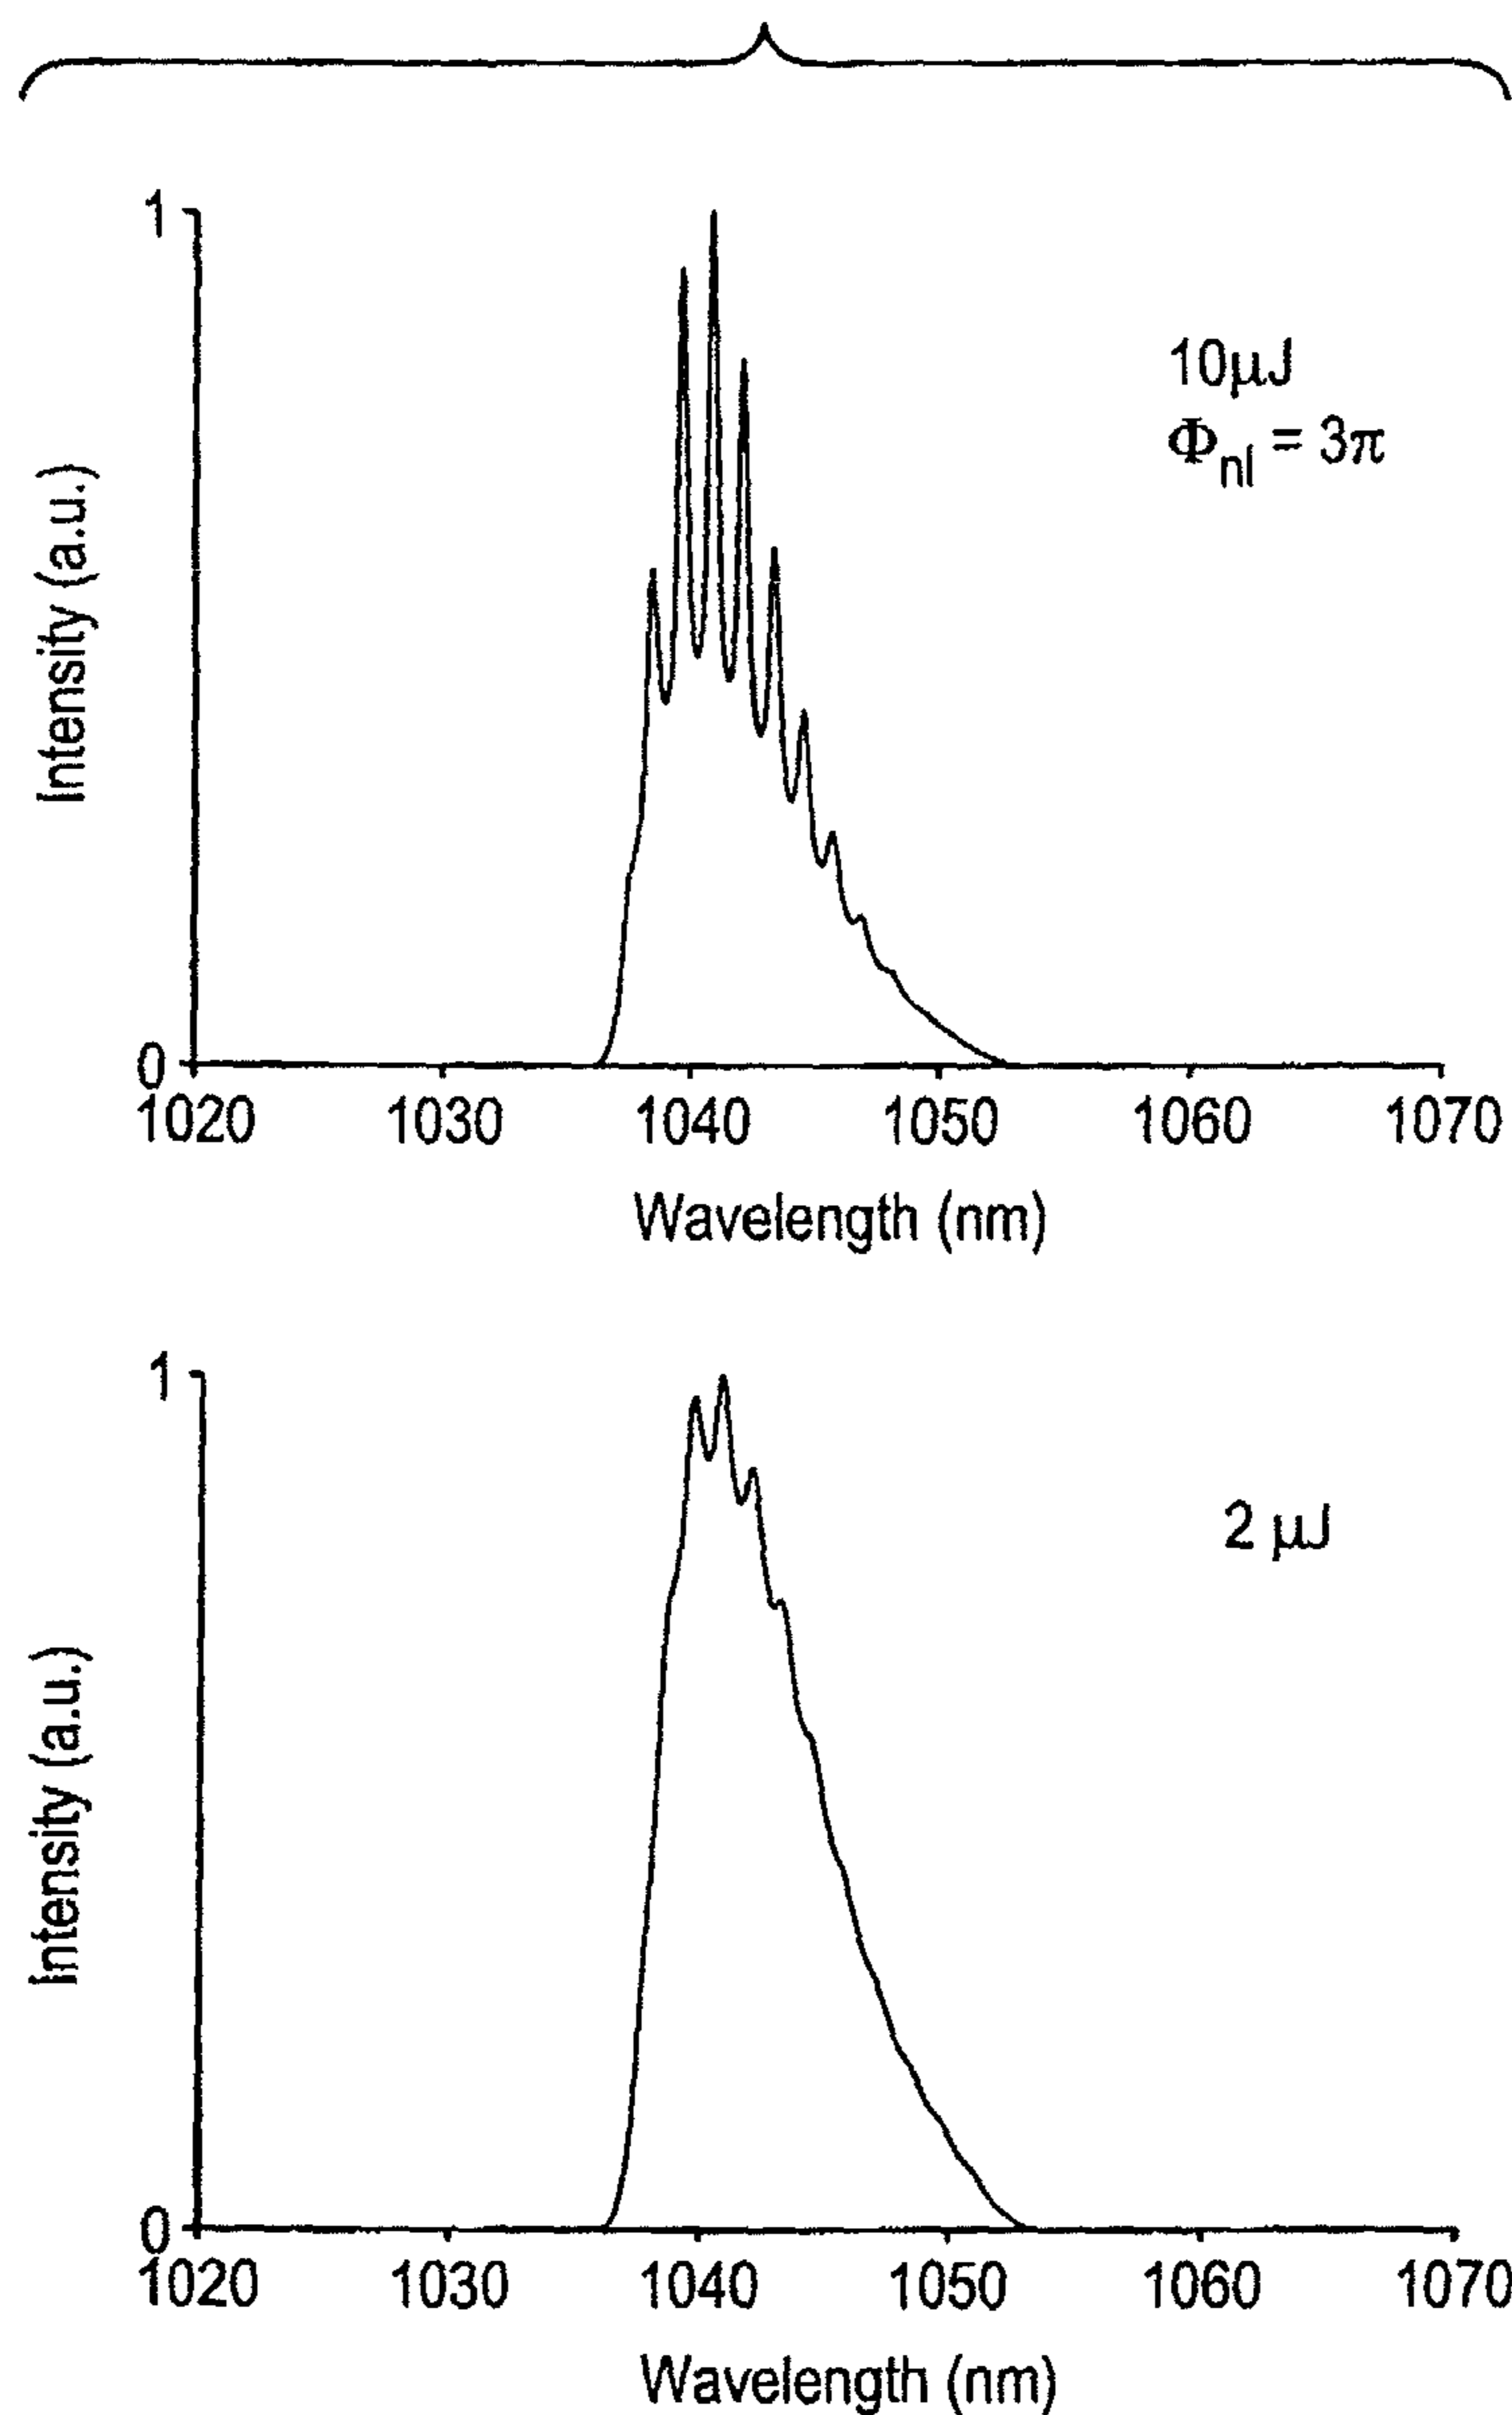 1
10μJ
Φnl = 3π
Intensity (a.u.)
0
1020 1030 1040 1050 1060 1070
Wavelength (nm)
1
2 μJ
Intensity (a.u.)
0
1020 1030 1040 1050 1060 1070
Wavelength (nm)